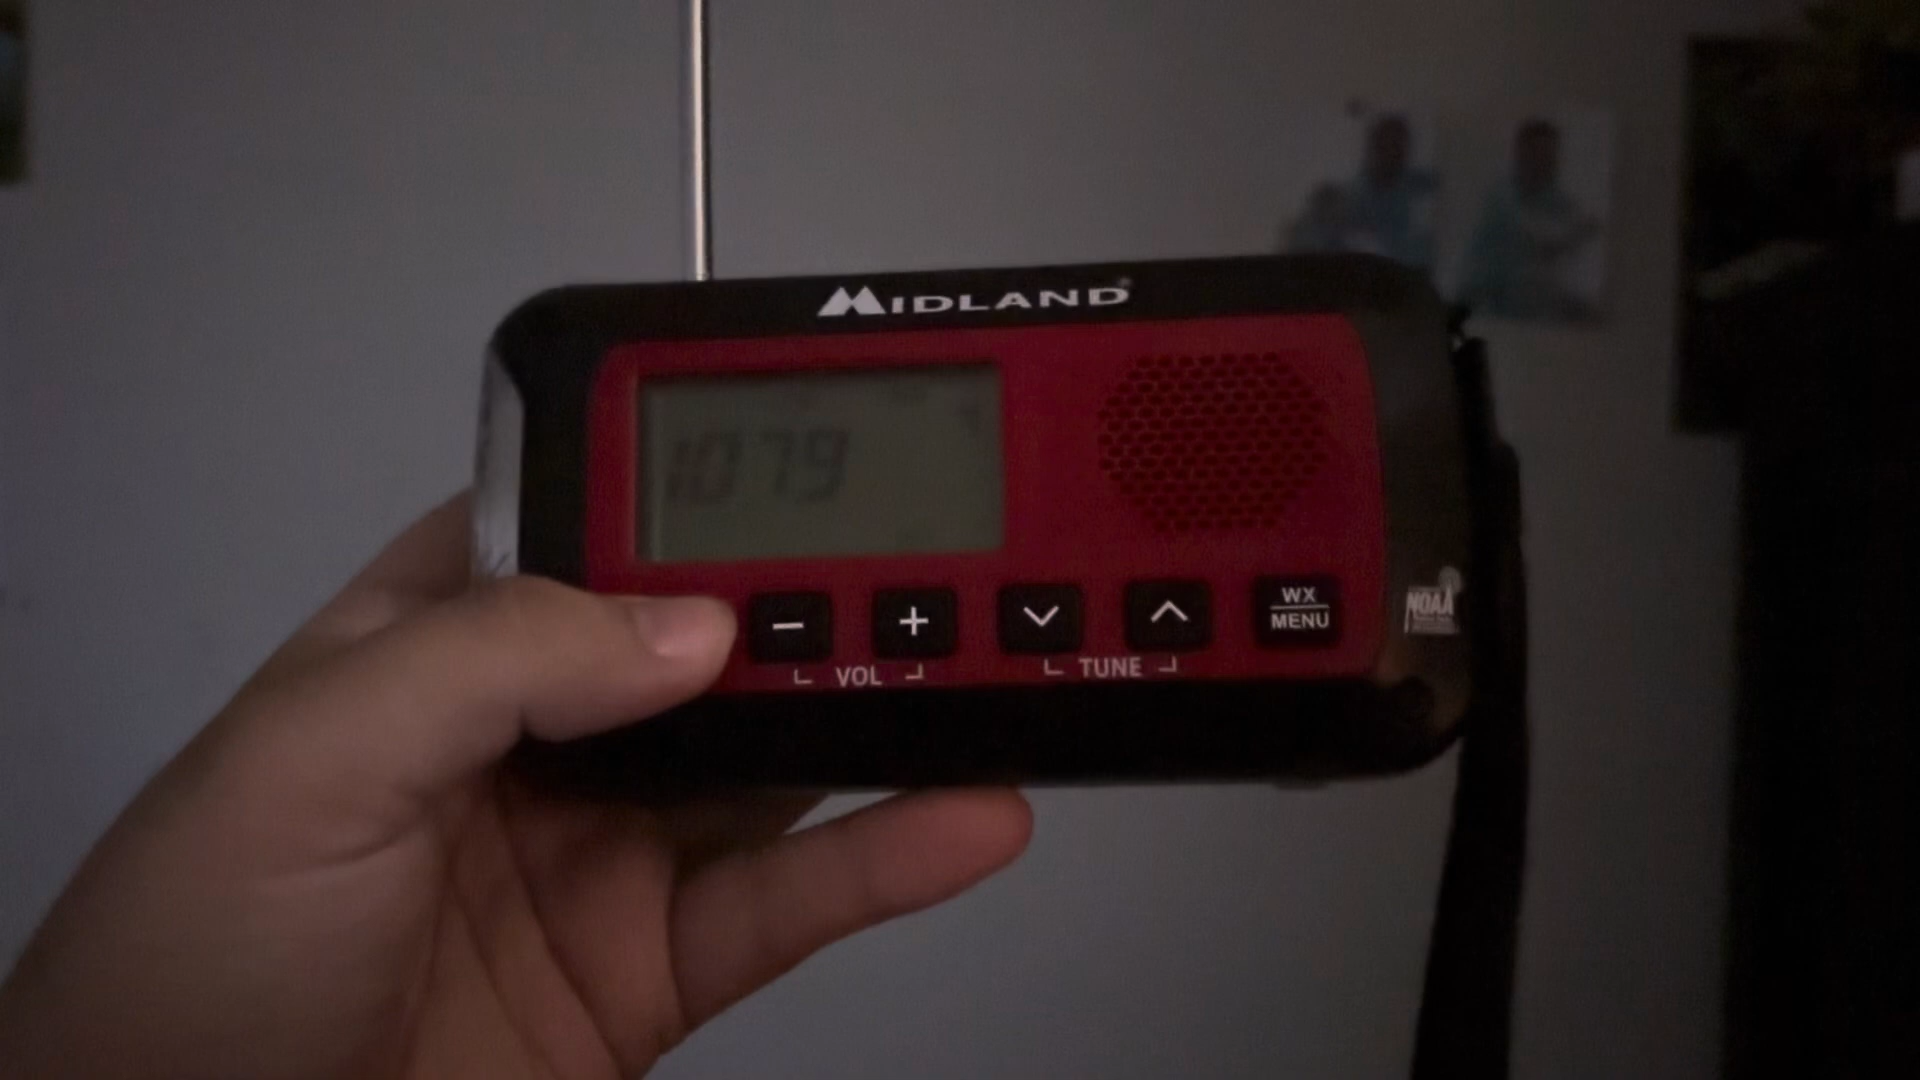 MIDLAND®
1079
− + ∨ ∧ WX
MENU
VOL
TUNE
NOAA